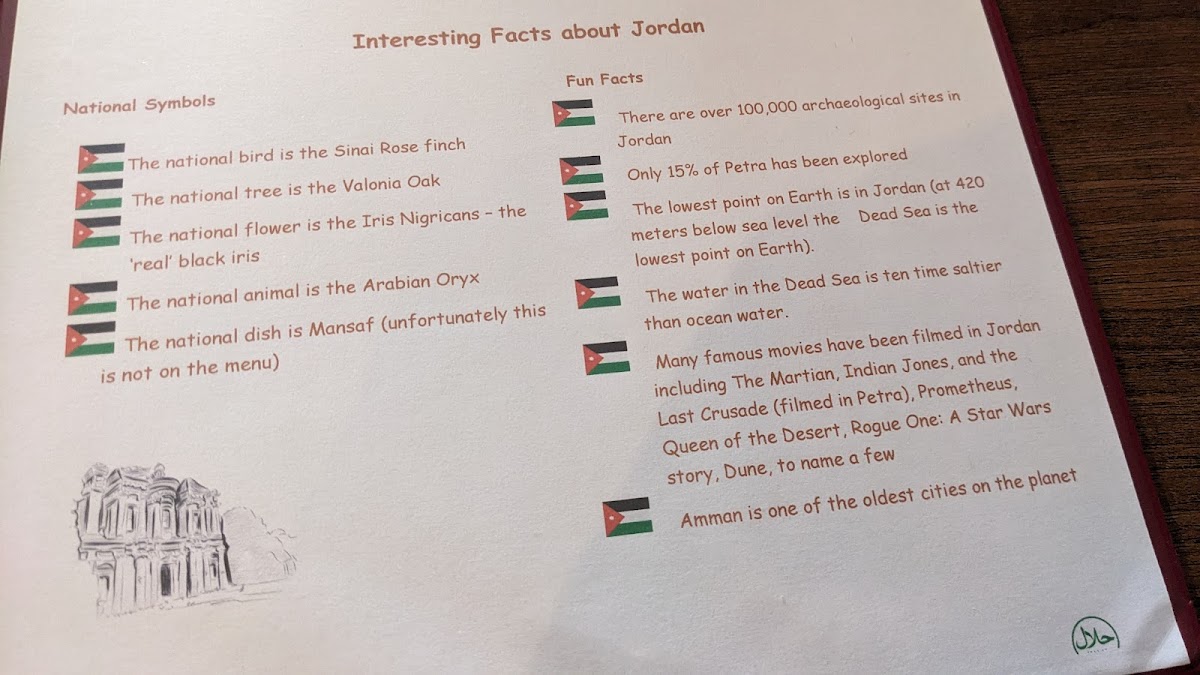 Interesting Facts about Jordan
National Symbols
The national bird is the Sinai Rose finch
The national tree is the Valonia Oak
The national flower is the Iris Nigricans – the
'real' black iris
The national animal is the Arabian Oryx
The national dish is Mansaf (unfortunately this
is not on the menu)
Fun Facts
There are over 100,000 archaeological sites in
Jordan
Only 15% of Petra has been explored
The lowest point on Earth is in Jordan (at 420
meters below sea level the Dead Sea is the
lowest point on Earth).
The water in the Dead Sea is ten time saltier
than ocean water.
Many famous movies have been filmed in Jordan
including The Martian, Indian Jones, and the
Last Crusade (filmed in Petra), Prometheus,
Queen of the Desert, Rogue One: A Star Wars
story, Dune, to name a few
Amman is one of the oldest cities on the planet
حلال